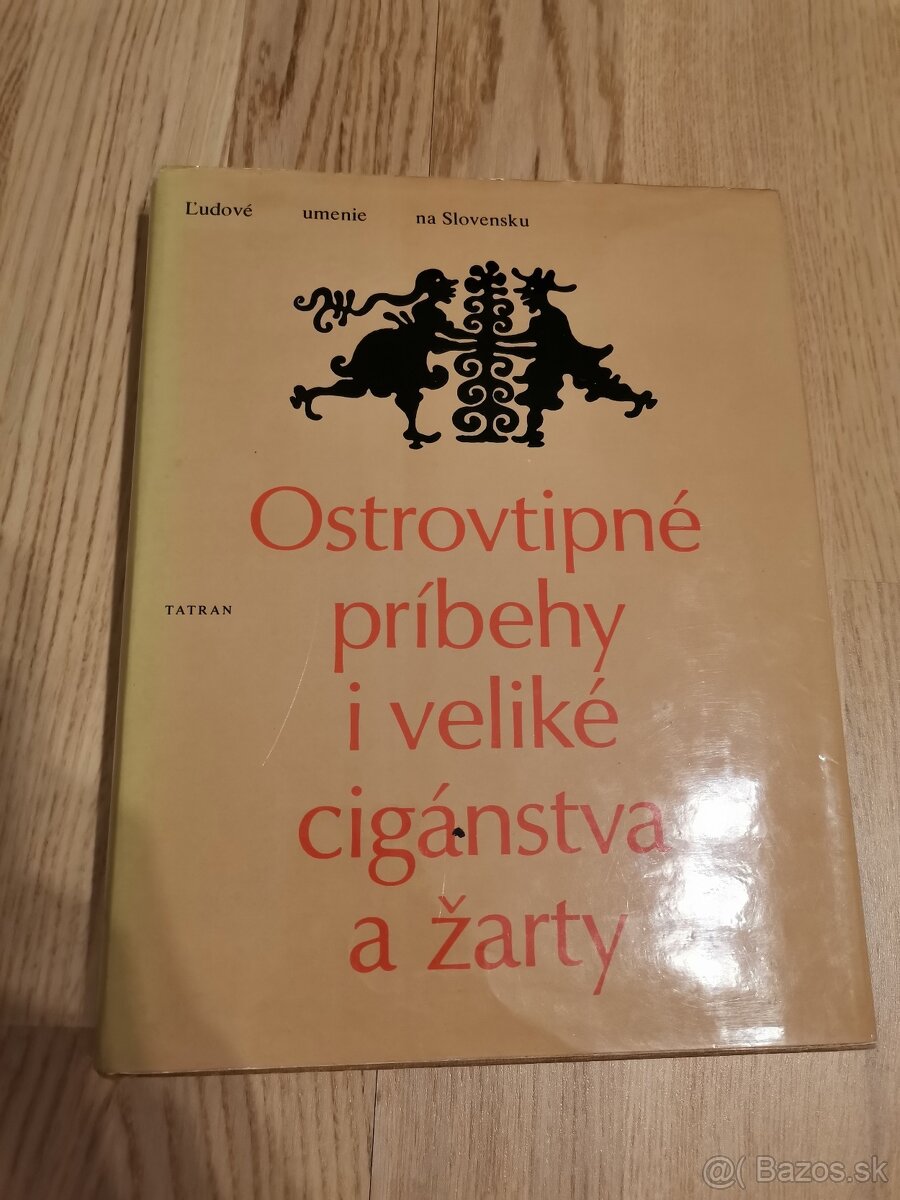 Ľudové umenie na Slovensku
Ostrovtipné
príbehy
TATRAN
i veliké
cigánstva
a žarty
@( Bazos.sk